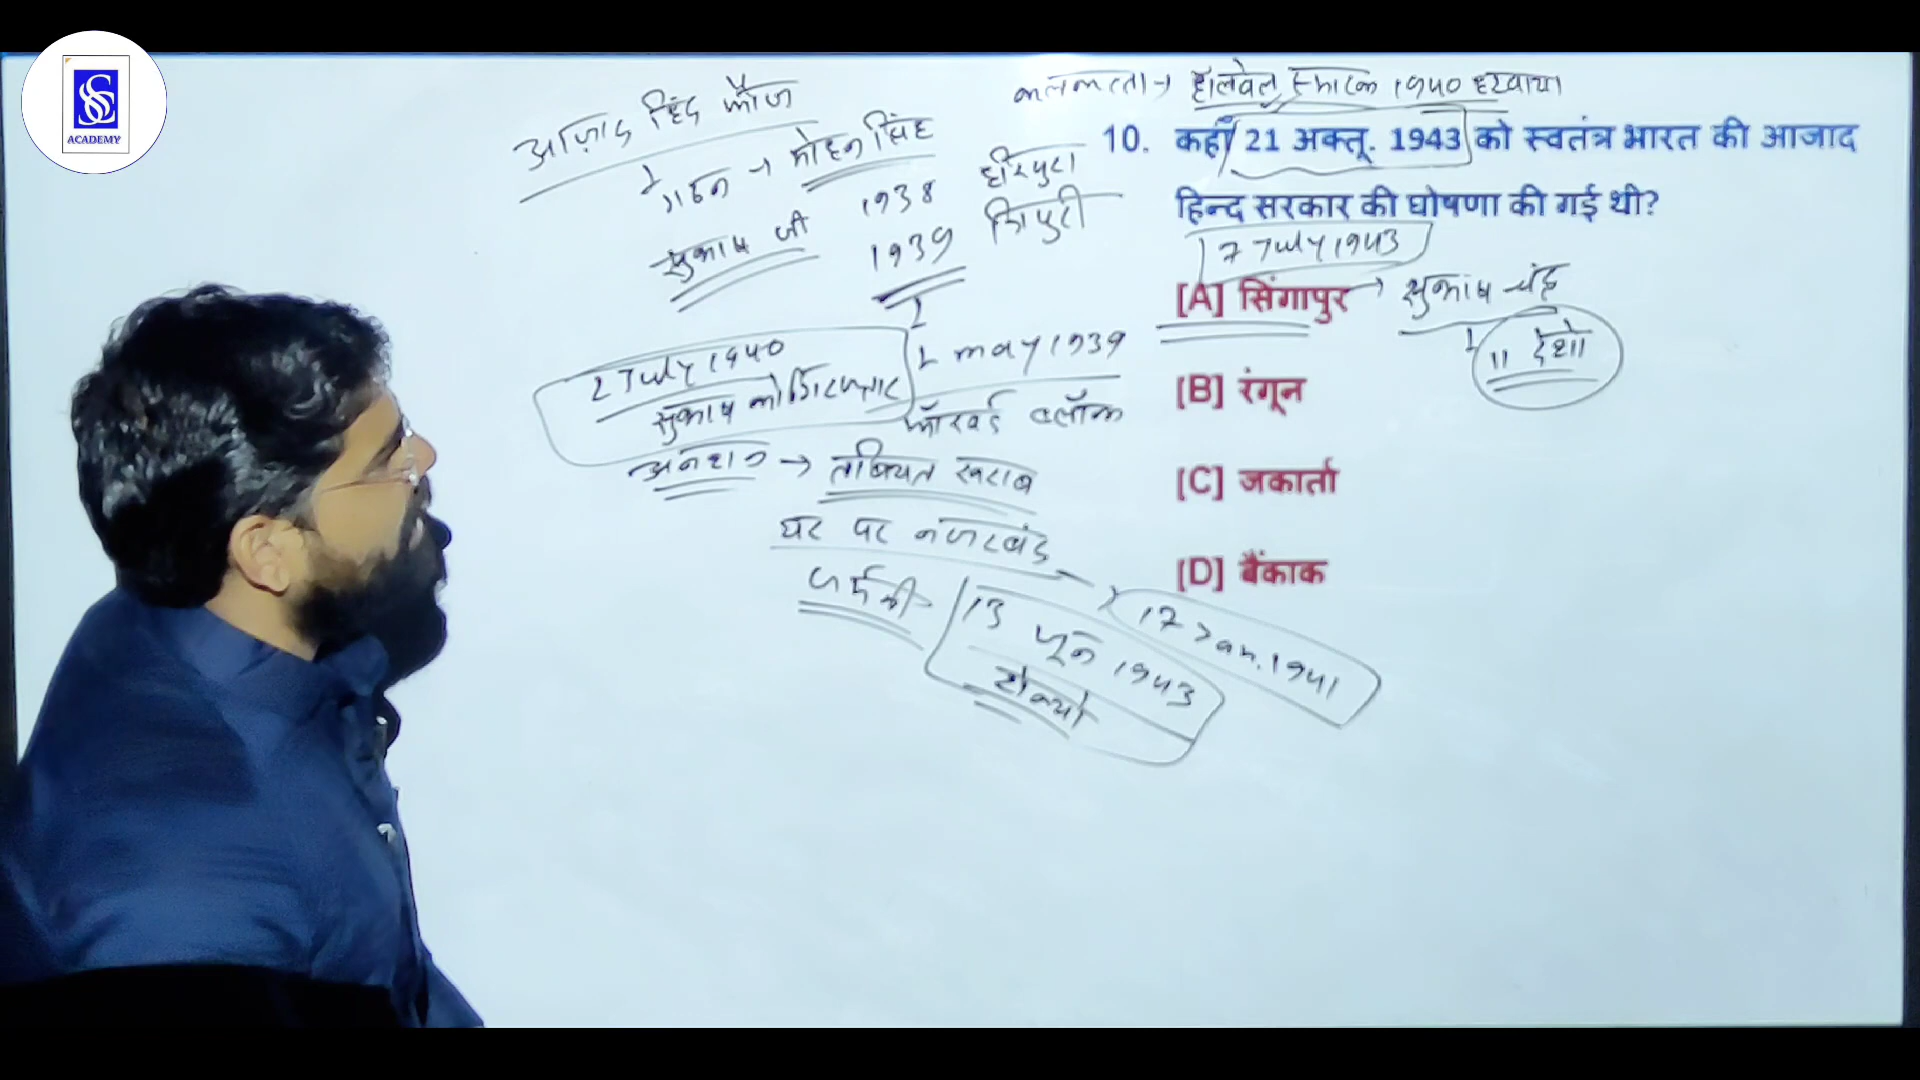 SSS
ACADEMY
कलकत्ता → हॉलवेल स्मारक 1940 हटवाया
आज़ाद हिंद फौज
गठन → मोहन सिंह
सुभाष जी
1938 हरिपुरा
1939 त्रिपुरी
1 may 1939
फॉरवर्ड ब्लॉक
2 July 1940
सुभाष को गिरफ्तार
अनशन → तबियत खराब
घर पर नजरबंद
17 Jan. 1941
जर्मनी
13 जून 1943
टोक्यो
10. कहाँ 21 अक्तू. 1943 को स्वतंत्र भारत की आजाद
हिन्द सरकार की घोषणा की गई थी?
7 July 1943
[A] सिंगापुर → सुभाष चंद्र
11 देशों
[B] रंगून
[C] जकार्ता
[D] बैंकाक